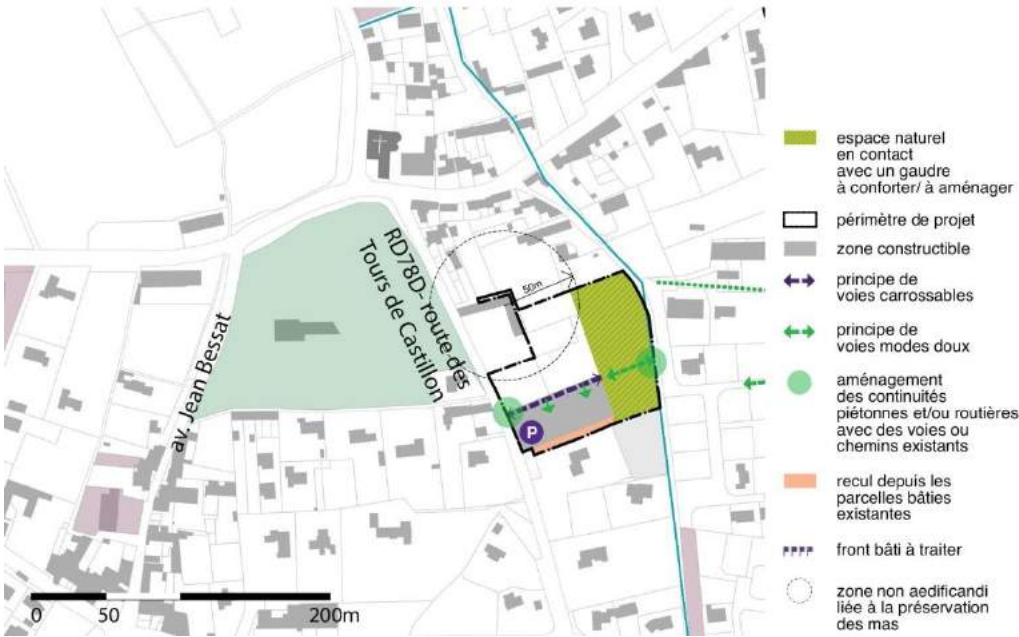 RD78D- route des
Tours de Castillon
50m
av. Jean Bessat
P
0
50
200m
espace naturel
en contact
avec un gaudre
à conforter/ à aménager
périmètre de projet
zone constructible
principe de
voies carrossables
principe de
voies modes doux
aménagement
des continuités
piétonnes et/ou routières
avec des voies ou
chemins existants
recul depuis les
parcelles bâties
existantes
front bâti à traiter
zone non aedificandi
liée à la préservation
des mas